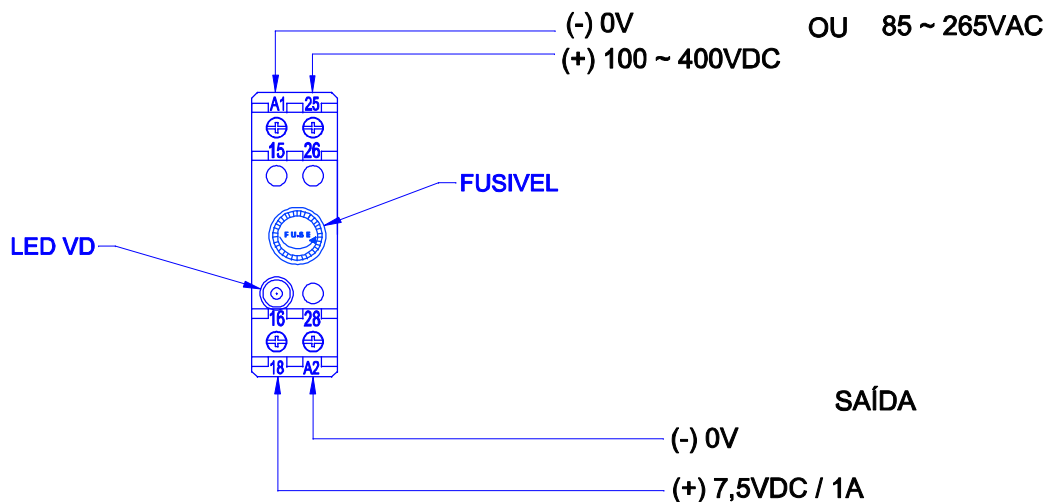 (-) 0V OU 85 ~ 265VAC
(+) 100 ~ 400VDC
A1 25
15 26
FUSIVEL
FUSE
LED VD
16 28
18 A2
SAÍDA
(-) 0V
(+) 7,5VDC / 1A